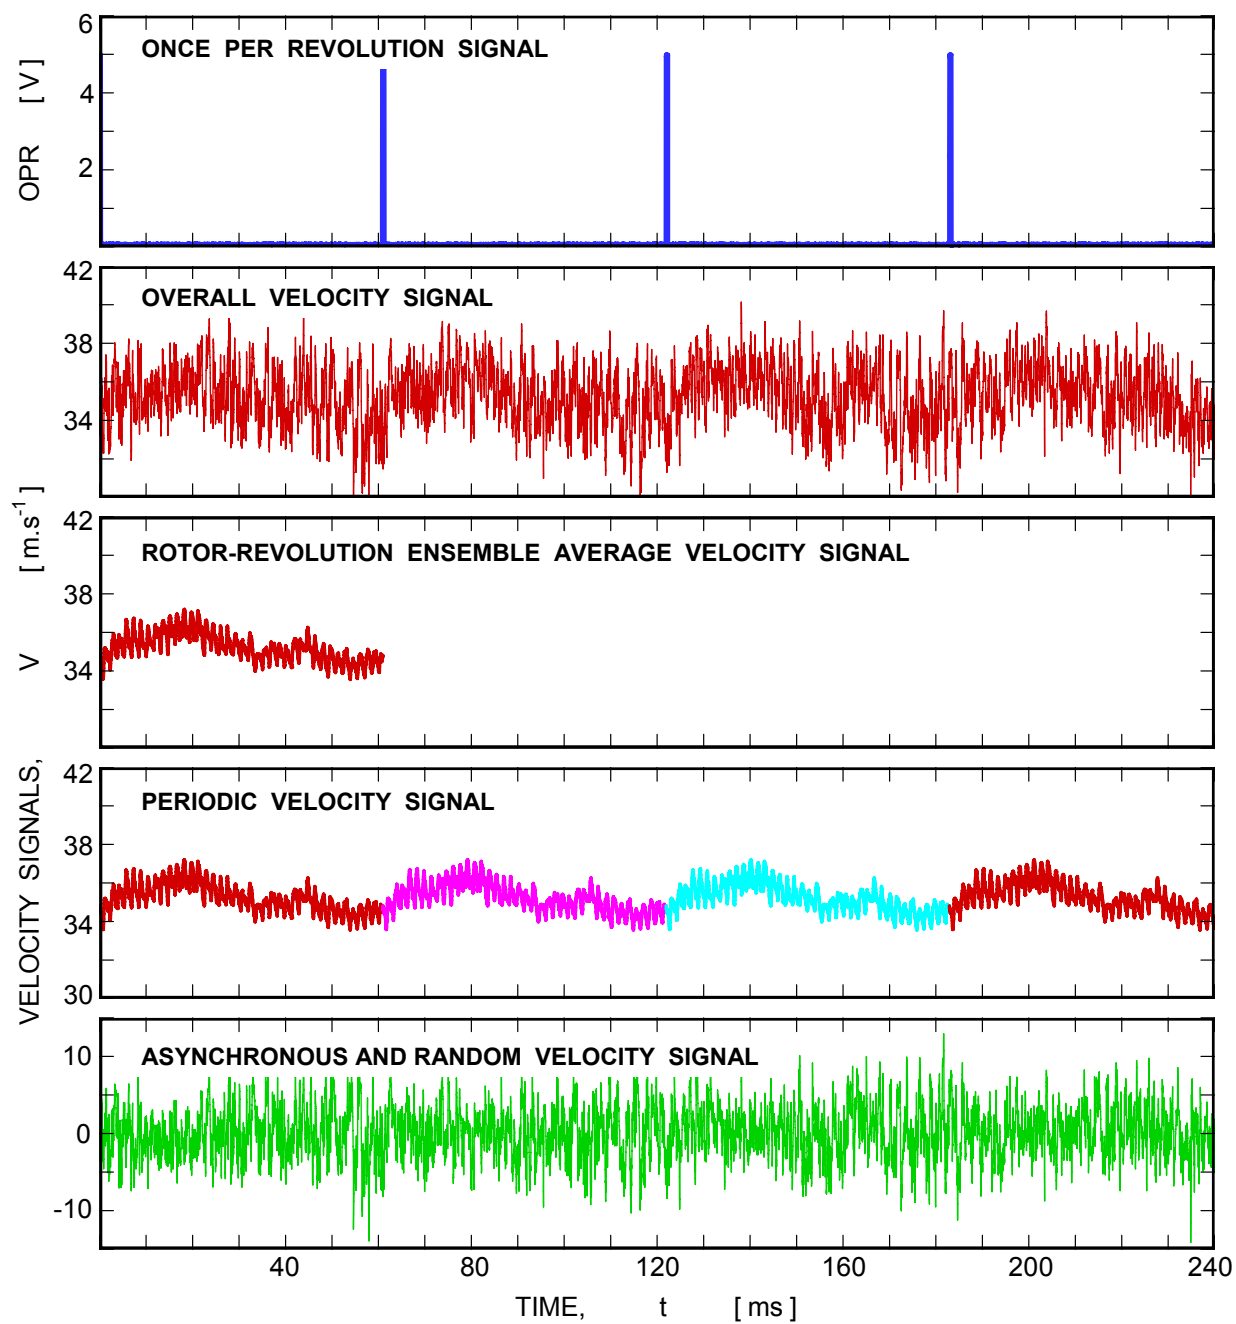 6
4
2
OPR [ V ]
ONCE PER REVOLUTION SIGNAL
42
38
34
OVERALL VELOCITY SIGNAL
42
38
34
ROTOR-REVOLUTION ENSEMBLE AVERAGE VELOCITY SIGNAL
VELOCITY SIGNALS, V [ m.s-1 ]
42
38
34
30
PERIODIC VELOCITY SIGNAL
10
0
-10
ASYNCHRONOUS AND RANDOM VELOCITY SIGNAL
40 80 120 160 200 240
TIME, t [ ms ]